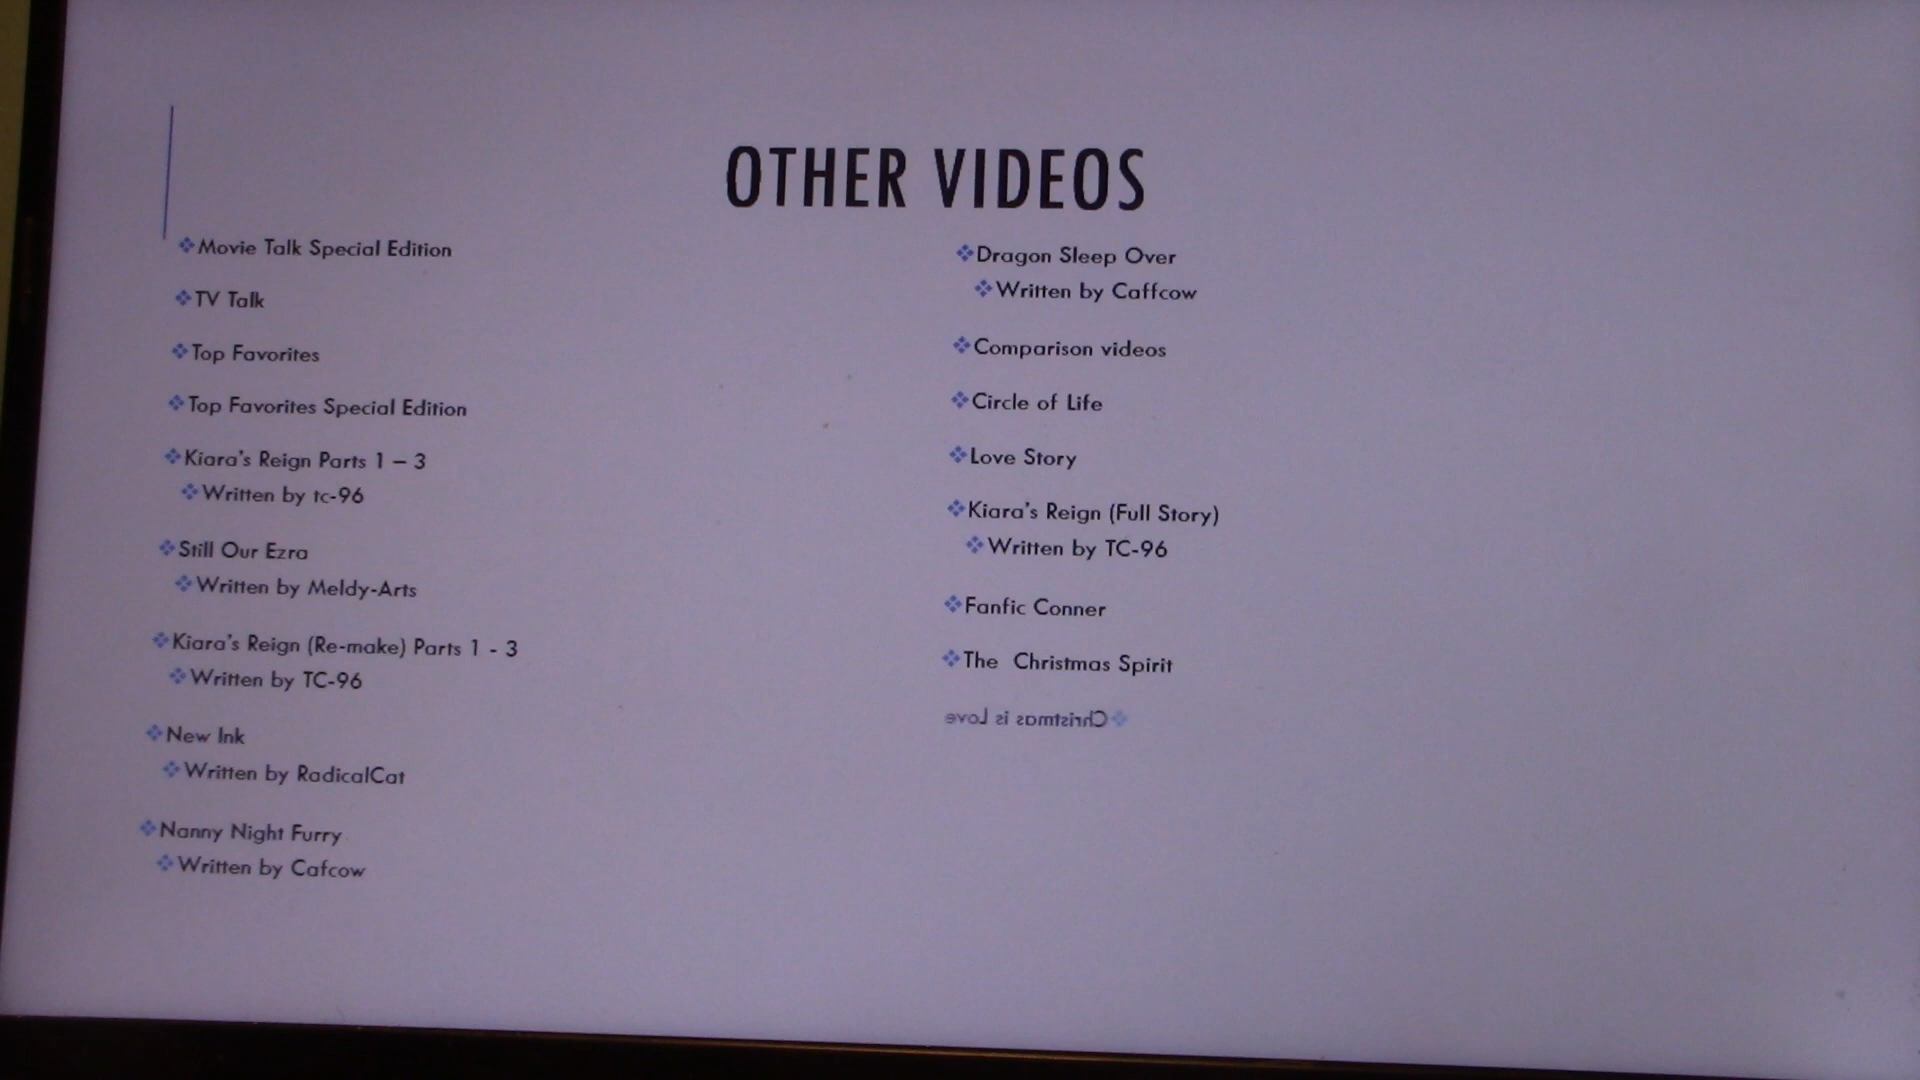 OTHER VIDEOS
Movie Talk Special Edition
TV Talk
Top Favorites
Top Favorites Special Edition
Kiara's Reign Parts 1 – 3
Written by tc-96
Still Our Ezra
Written by Meldy-Arts
Kiara's Reign (Re-make) Parts 1 - 3
Written by TC-96
New Ink
Written by RadicalCat
Nanny Night Furry
Written by Cafcow
Dragon Sleep Over
Written by Caffcow
Comparison videos
Circle of Life
Love Story
Kiara's Reign (Full Story)
Written by TC-96
Fanfic Conner
The Christmas Spirit
Christmas is Love